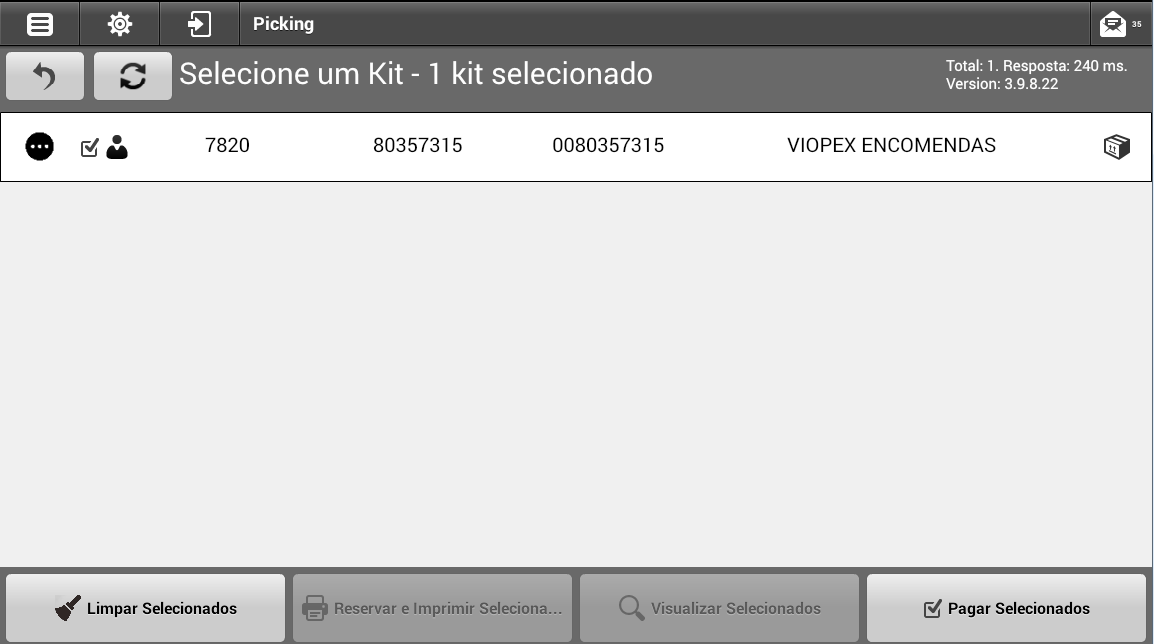 Picking
35
Selecione um Kit - 1 kit selecionado
Total: 1. Resposta: 240 ms.
Version: 3.9.8.22
7820 80357315 0080357315 VIOPEX ENCOMENDAS
Limpar Selecionados
Reservar e Imprimir Seleciona...
Visualizar Selecionados
Pagar Selecionados